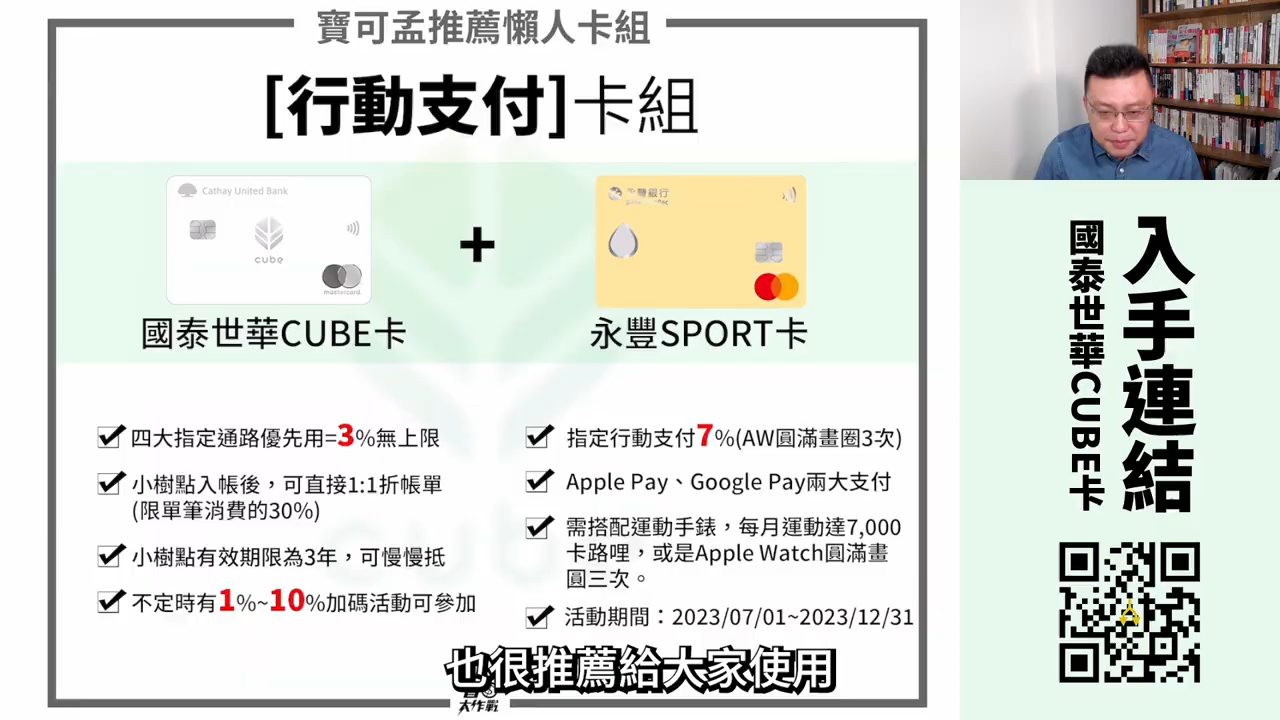 寶可孟推薦懶人卡組
[行動支付]卡組
Cathay United Bank
cube
mastercard
國泰世華CUBE卡
+
永豐銀行
永豐SPORT卡
四大指定通路優先用=3%無上限
小樹點入帳後，可直接1:1折帳單
(限單筆消費的30%)
小樹點有效期限為3年，可慢慢抵
不定時有1%~10%加碼活動可參加
指定行動支付7%(AW圓滿畫圈3次)
Apple Pay、Google Pay兩大支付
需搭配運動手錶，每月運動達7,000
卡路哩，或是Apple Watch圓滿畫
圓三次。
活動期間：2023/07/01~2023/12/31
也很推薦給大家使用
大作戰
入手連結
國泰世華CUBE卡